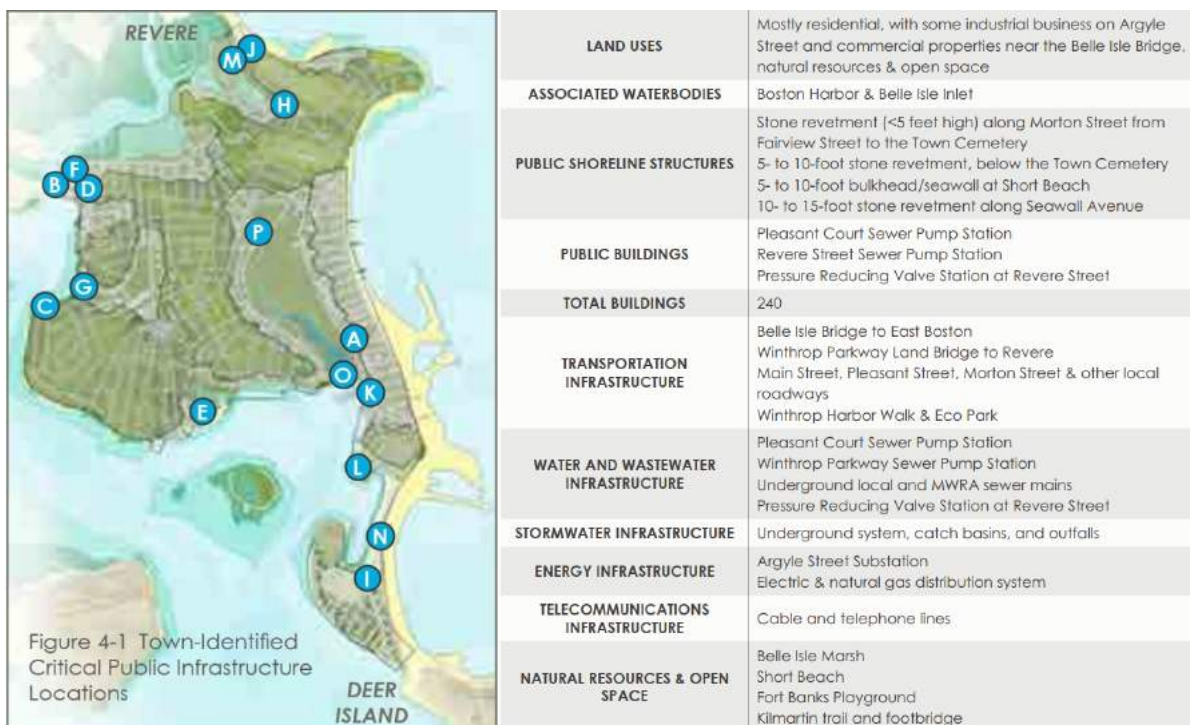 REVERE
J
M
H
F
B
D
P
G
C
A
O
K
E
L
N
I
Figure 4-1 Town-Identified
Critical Public Infrastructure
Locations
DEER
ISLAND
LAND USES
Mostly residential, with some industrial business on Argyle
Street and commercial properties near the Belle Isle Bridge,
natural resources & open space
ASSOCIATED WATERBODIES
Boston Harbor & Belle Isle Inlet
PUBLIC SHORELINE STRUCTURES
Stone revetment (<5 feet high) along Morton Street from
Fairview Street to the Town Cemetery
5- to 10-foot stone revetment, below the Town Cemetery
5- to 10-foot bulkhead/seawall at Short Beach
10- to 15-foot stone revetment along Seawall Avenue
PUBLIC BUILDINGS
Pleasant Court Sewer Pump Station
Revere Street Sewer Pump Station
Pressure Reducing Valve Station at Revere Street
TOTAL BUILDINGS
240
TRANSPORTATION
INFRASTRUCTURE
Belle Isle Bridge to East Boston
Winthrop Parkway Land Bridge to Revere
Main Street, Pleasant Street, Morton Street & other local
roadways
Winthrop Harbor Walk & Eco Park
WATER AND WASTEWATER
INFRASTRUCTURE
Pleasant Court Sewer Pump Station
Winthrop Parkway Sewer Pump Station
Underground local and MWRA sewer mains
Pressure Reducing Valve Station at Revere Street
STORMWATER INFRASTRUCTURE
Underground system, catch basins, and outfalls
ENERGY INFRASTRUCTURE
Argyle Street Substation
Electric & natural gas distribution system
TELECOMMUNICATIONS
INFRASTRUCTURE
Cable and telephone lines
NATURAL RESOURCES & OPEN
SPACE
Belle Isle Marsh
Short Beach
Fort Banks Playground
Kilmartin trail and footbridge